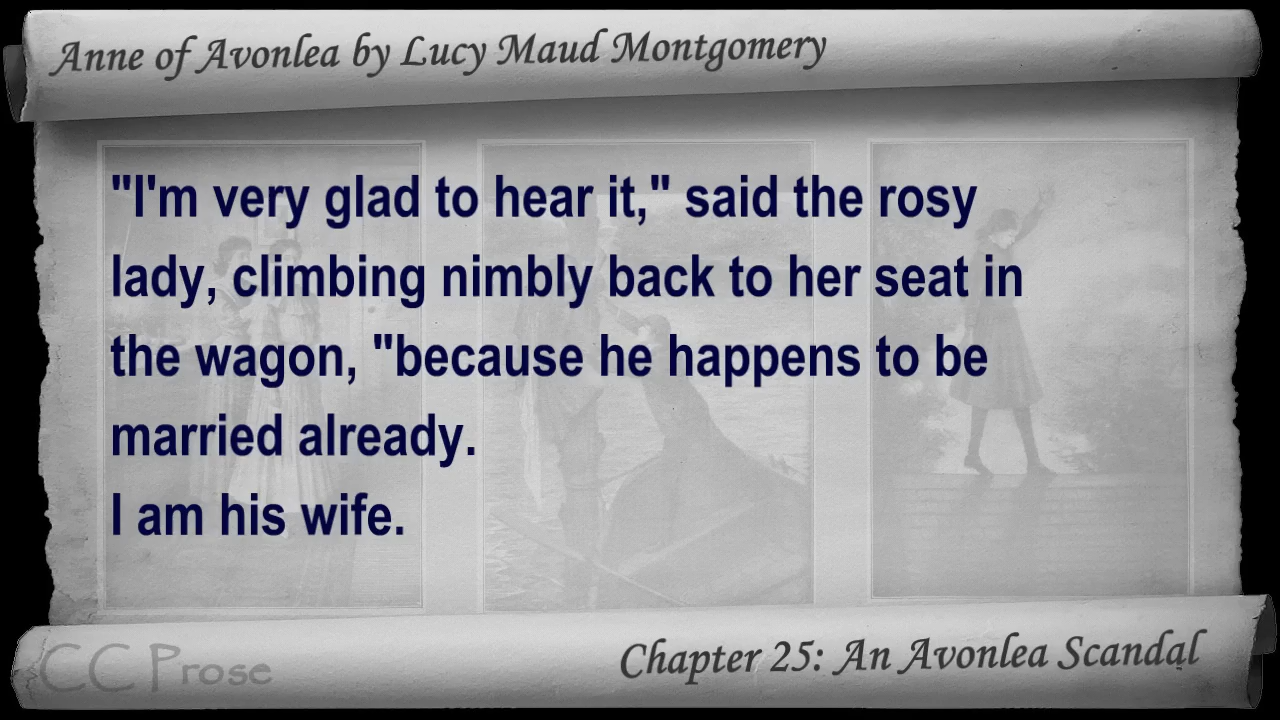 Anne of Avonlea by Lucy Maud Montgomery
"I'm very glad to hear it," said the rosy
lady, climbing nimbly back to her seat in
the wagon, "because he happens to be
married already.
I am his wife.
CC Prose
Chapter 25: An Avonlea Scandal